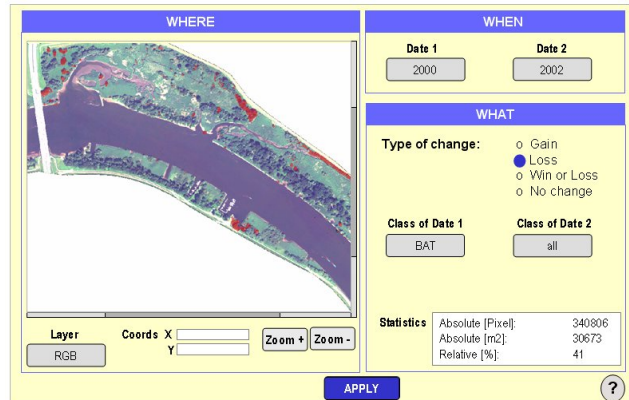 WHERE
WHEN
Date 1 Date 2
2000 2002
WHAT
Type of change:
Gain
Loss
Win or Loss
No change
Class of Date 1 Class of Date 2
BAT all
Statistics
Absolute [Pixel]: 340806
Absolute [m2]: 30673
Relative [%]: 41
Layer
RGB
Coords X
Y
Zoom + Zoom -
APPLY
?